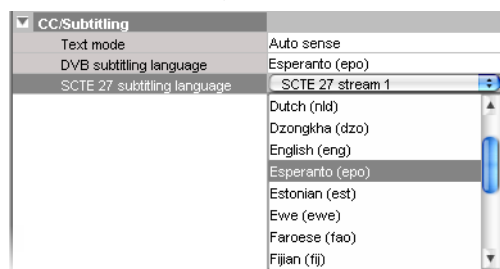 CC/Subtitling
Text mode Auto sense
DVB subtitling language Esperanto (epo)
SCTE 27 subtitling language SCTE 27 stream 1
Dutch (nld)
Dzongkha (dzo)
English (eng)
Esperanto (epo)
Estonian (est)
Ewe (ewe)
Faroese (fao)
Fijian (fij)